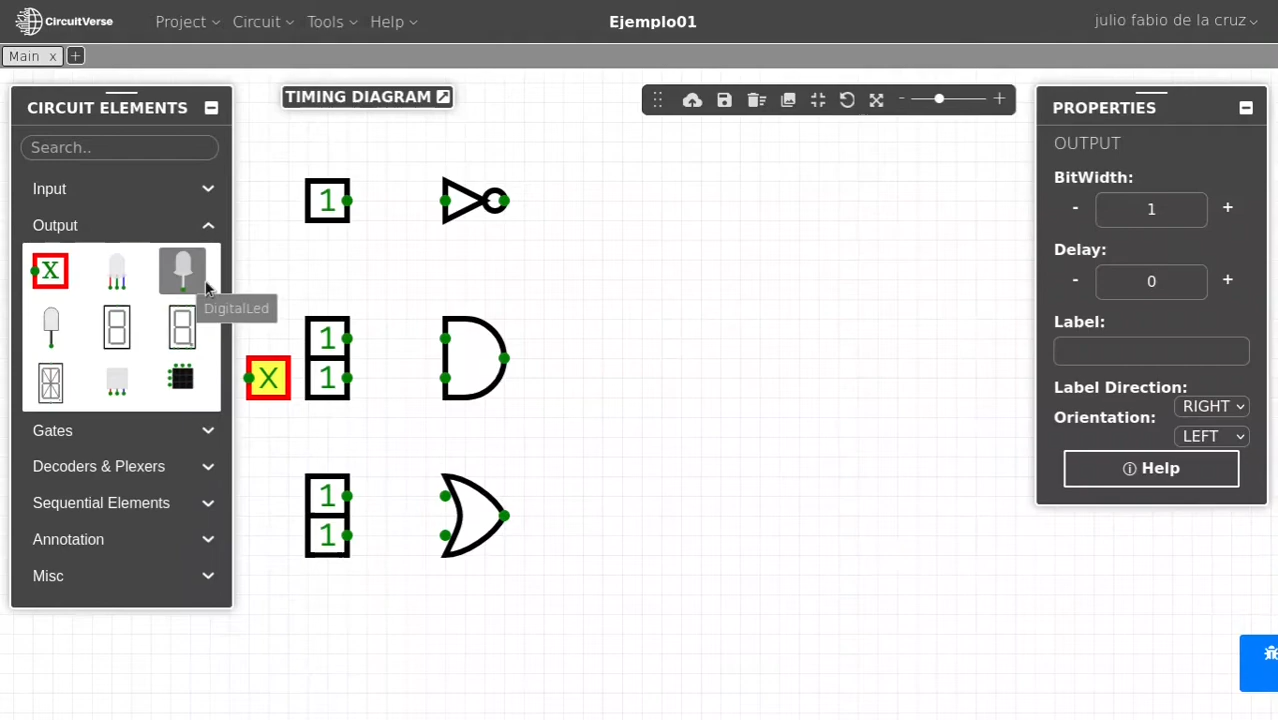 CircuitVerse
Project
Circuit
Tools
Help
Ejemplo01
julio fabio de la cruz
Main x +
CIRCUIT ELEMENTS
Search..
Input
Output
X
DigitalLed
Gates
Decoders & Plexers
Sequential Elements
Annotation
Misc
TIMING DIAGRAM
1
1
1
X
1
1
- +
PROPERTIES
OUTPUT
BitWidth:
- 1 +
Delay:
- 0 +
Label:
Label Direction:
RIGHT
Orientation:
LEFT
Help